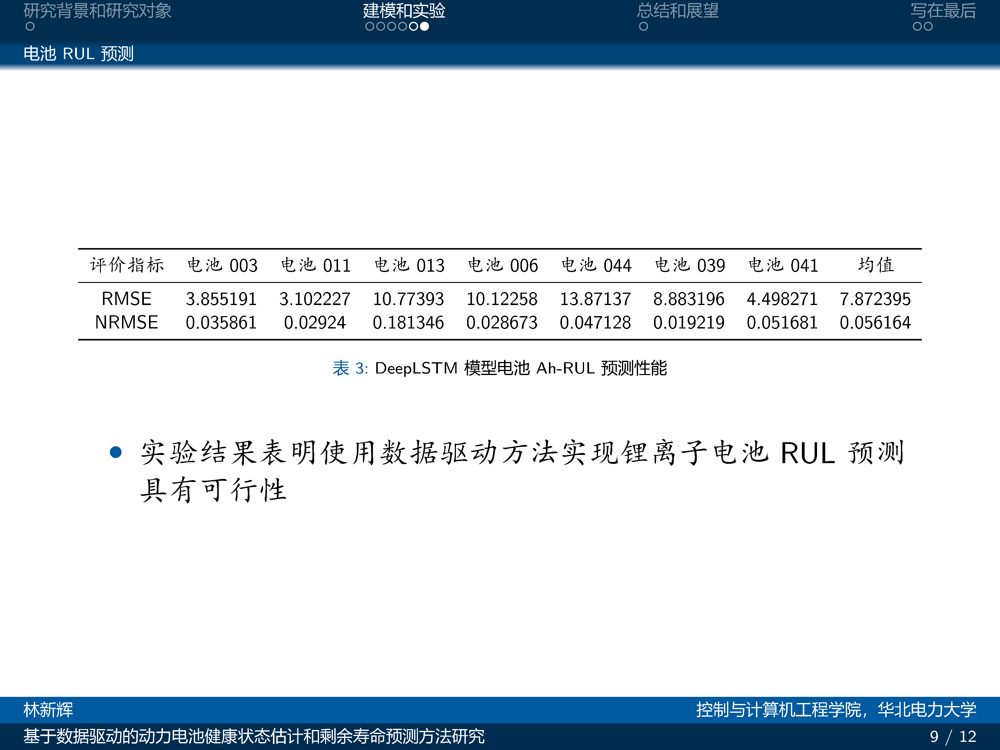 研究背景和研究对象 建模和实验 总结和展望 写在最后
电池 RUL 预测
评价指标 电池 003 电池 011 电池 013 电池 006 电池 044 电池 039 电池 041 均值
RMSE 3.855191 3.102227 10.77393 10.12258 13.87137 8.883196 4.498271 7.872395
NRMSE 0.035861 0.02924 0.181346 0.028673 0.047128 0.019219 0.051681 0.056164
表 3: DeepLSTM 模型电池 Ah-RUL 预测性能
• 实验结果表明使用数据驱动方法实现锂离子电池 RUL 预测
具有可行性
林新辉 控制与计算机工程学院，华北电力大学
基于数据驱动的动力电池健康状态估计和剩余寿命预测方法研究 9 / 12